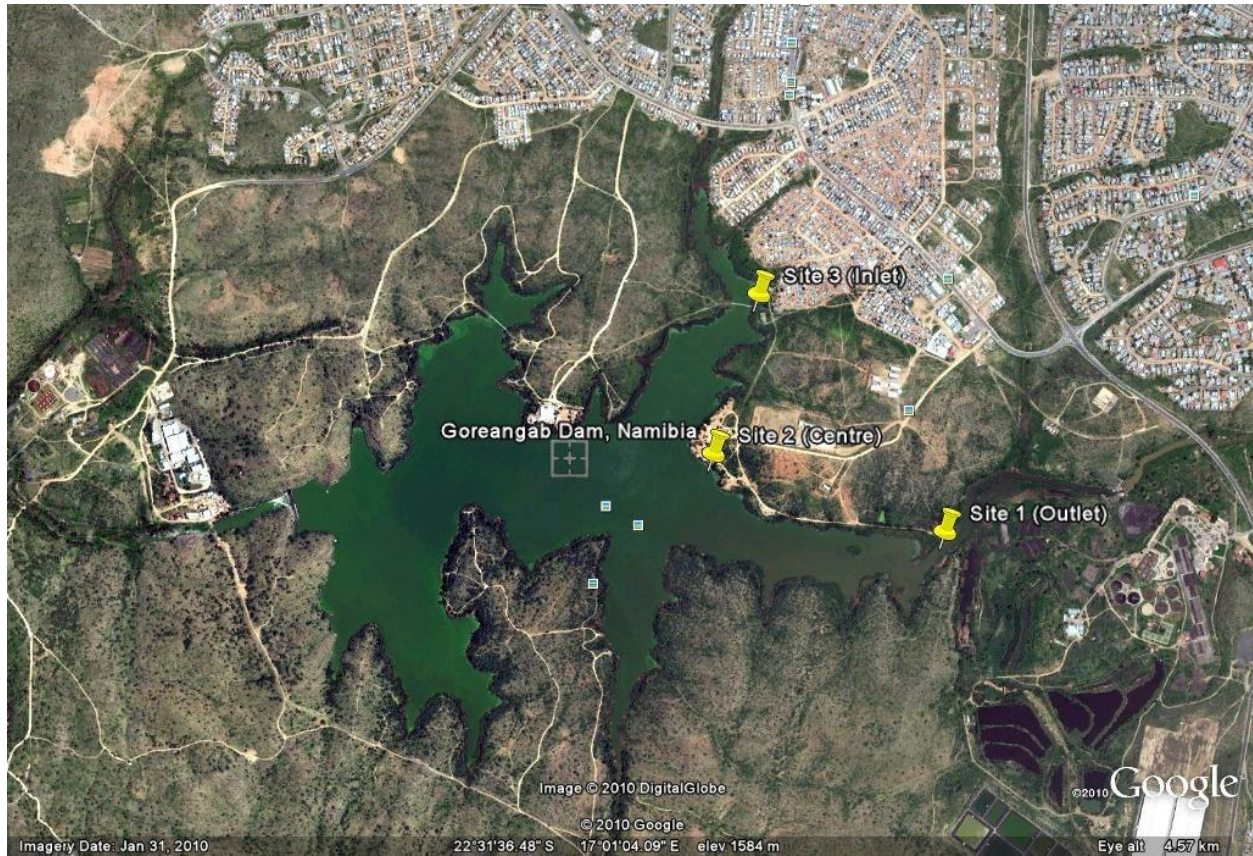 Site 3 (Inlet)
Goreangab Dam, Namibia
Site 2 (Centre)
Site 1 (Outlet)
Image © 2010 DigitalGlobe
© 2010 Google
©2010 Google
Imagery Date: Jan 31, 2010 22°31'36.48" S 17°01'04.09" E elev 1584 m Eye alt 4.57 km